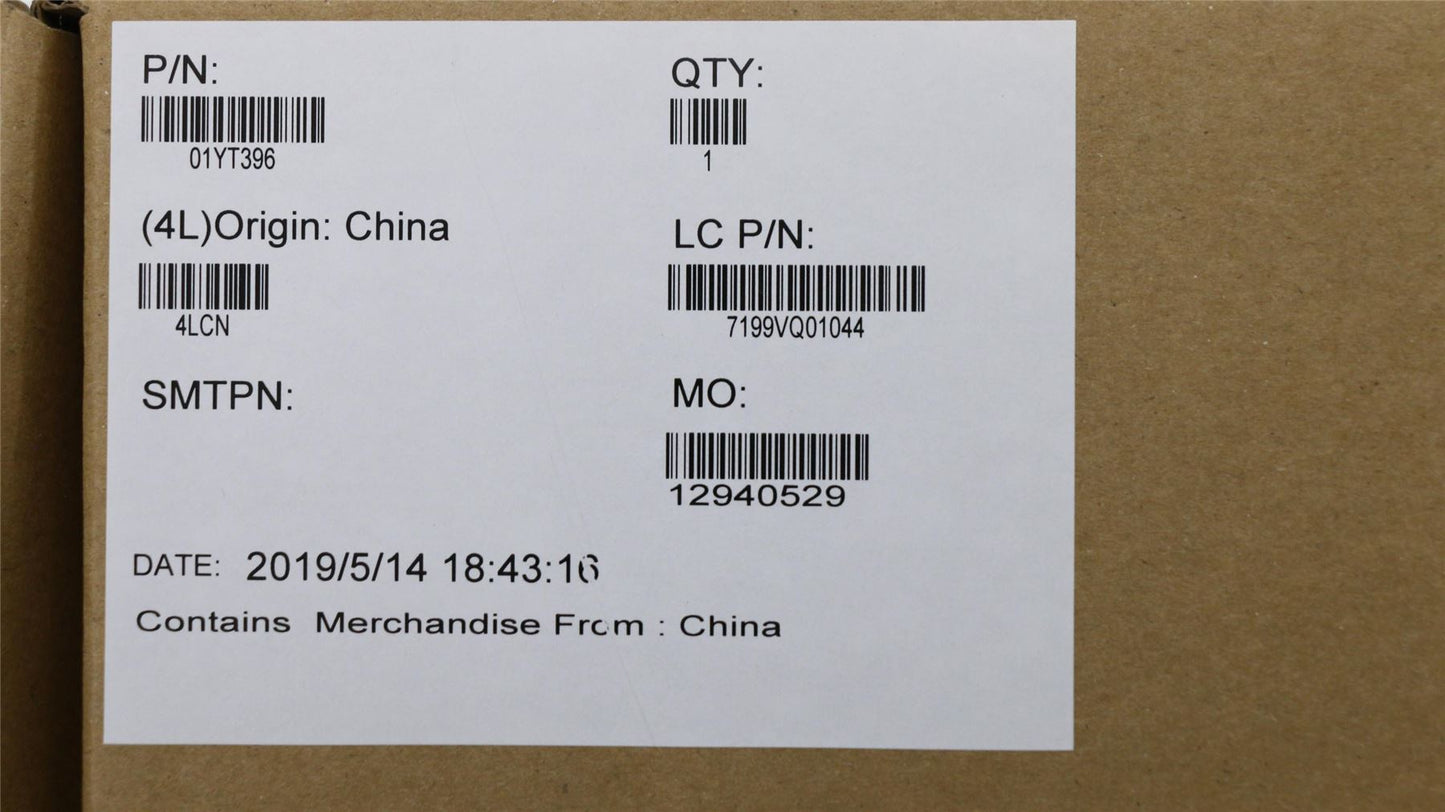 P/N:
QTY:
01YT396
1
(4L)Origin: China
LC P/N:
4LCN
7199VQ01044
SMTPN:
MO:
12940529
DATE: 2019/5/14 18:43:16
Contains Merchandise From : China